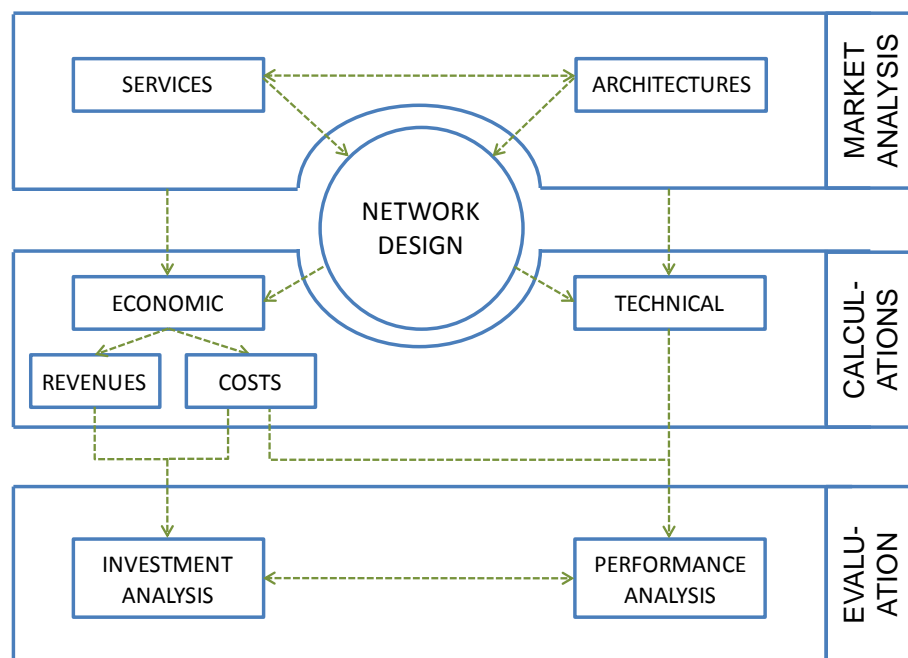 SERVICES
ARCHITECTURES
MARKET
ANALYSIS
NETWORK
DESIGN
ECONOMIC
TECHNICAL
REVENUES
COSTS
CALCUL-
ATIONS
INVESTMENT
ANALYSIS
PERFORMANCE
ANALYSIS
EVALU-
ATION